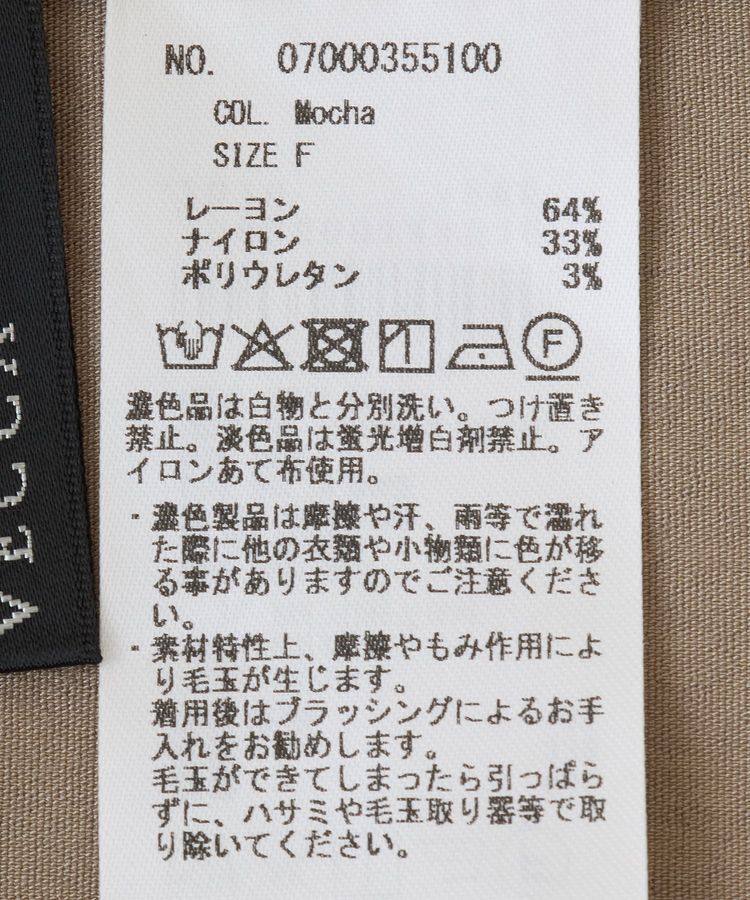 NO. 07000355100
COL. Mocha
SIZE F
レーヨン 64%
ナイロン 33%
ポリウレタン 3%
F
濃色品は白物と分別洗い。つけ置き
禁止。淡色品は蛍光増白剤禁止。ア
イロンあて布使用。
・濃色製品は摩擦や汗、雨等で濡れ
た際に他の衣類や小物類に色が移
る事がありますのでご注意くださ
い。
・素材特性上、摩擦やもみ作用によ
り毛玉が生じます。
着用後はブラッシングによるお手
入れをお勧めします。
毛玉ができてしまったら引っぱら
ずに、ハサミや毛玉取り器等で取
り除いてください。